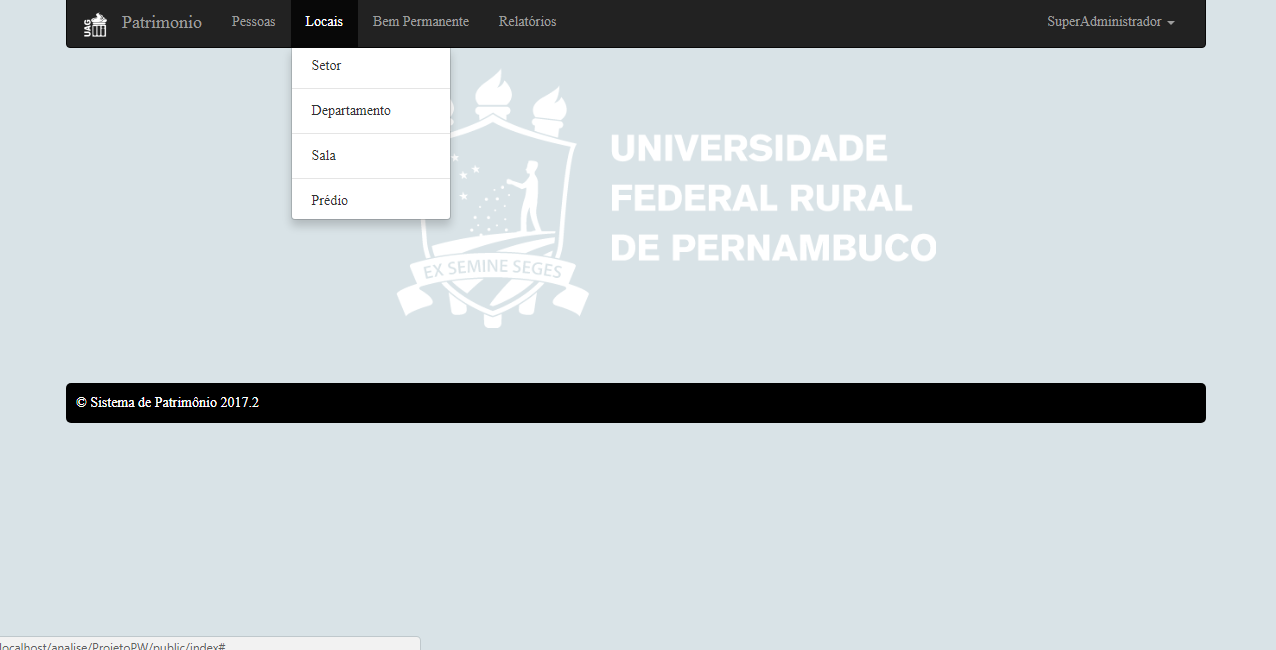 UAG Patrimonio Pessoas Locais Bem Permanente Relatórios SuperAdministrador
Setor
Departamento
Sala
Prédio
UNIVERSIDADE
FEDERAL RURAL
DE PERNAMBUCO
EX SEMINE SEGES
© Sistema de Patrimônio 2017.2
localhost/analise/ProjetoPW/public/index#